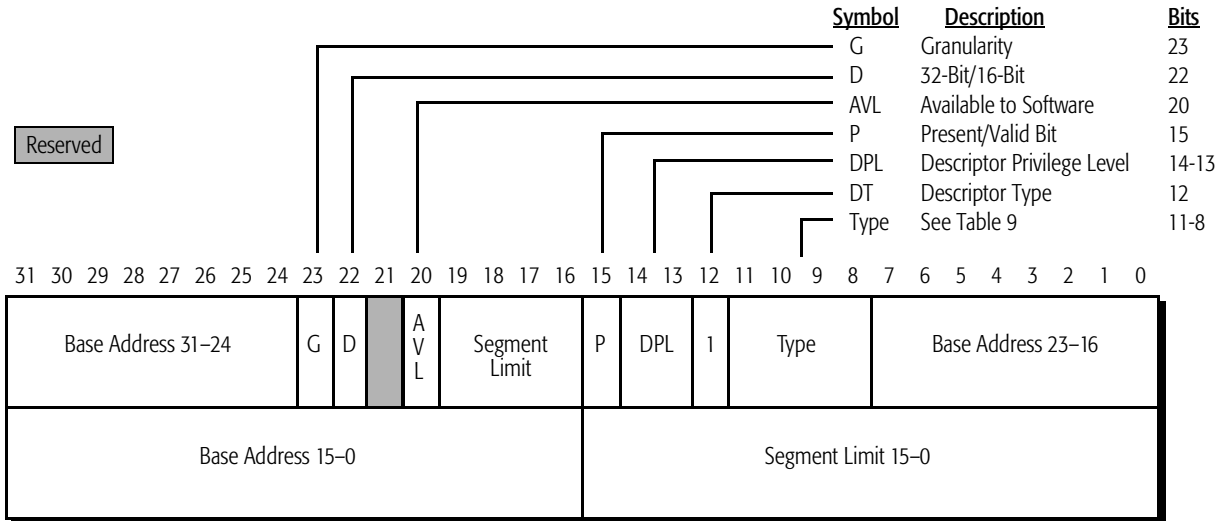 Symbol Description Bits
G Granularity 23
D 32-Bit/16-Bit 22
AVL Available to Software 20
P Present/Valid Bit 15
DPL Descriptor Privilege Level 14-13
DT Descriptor Type 12
Type See Table 9 11-8
Reserved
31 30 29 28 27 26 25 24 23 22 21 20 19 18 17 16 15 14 13 12 11 10 9 8 7 6 5 4 3 2 1 0
Base Address 31–24
G
D
A
V
L
Segment
Limit
P
DPL
1
Type
Base Address 23–16
Base Address 15–0
Segment Limit 15–0